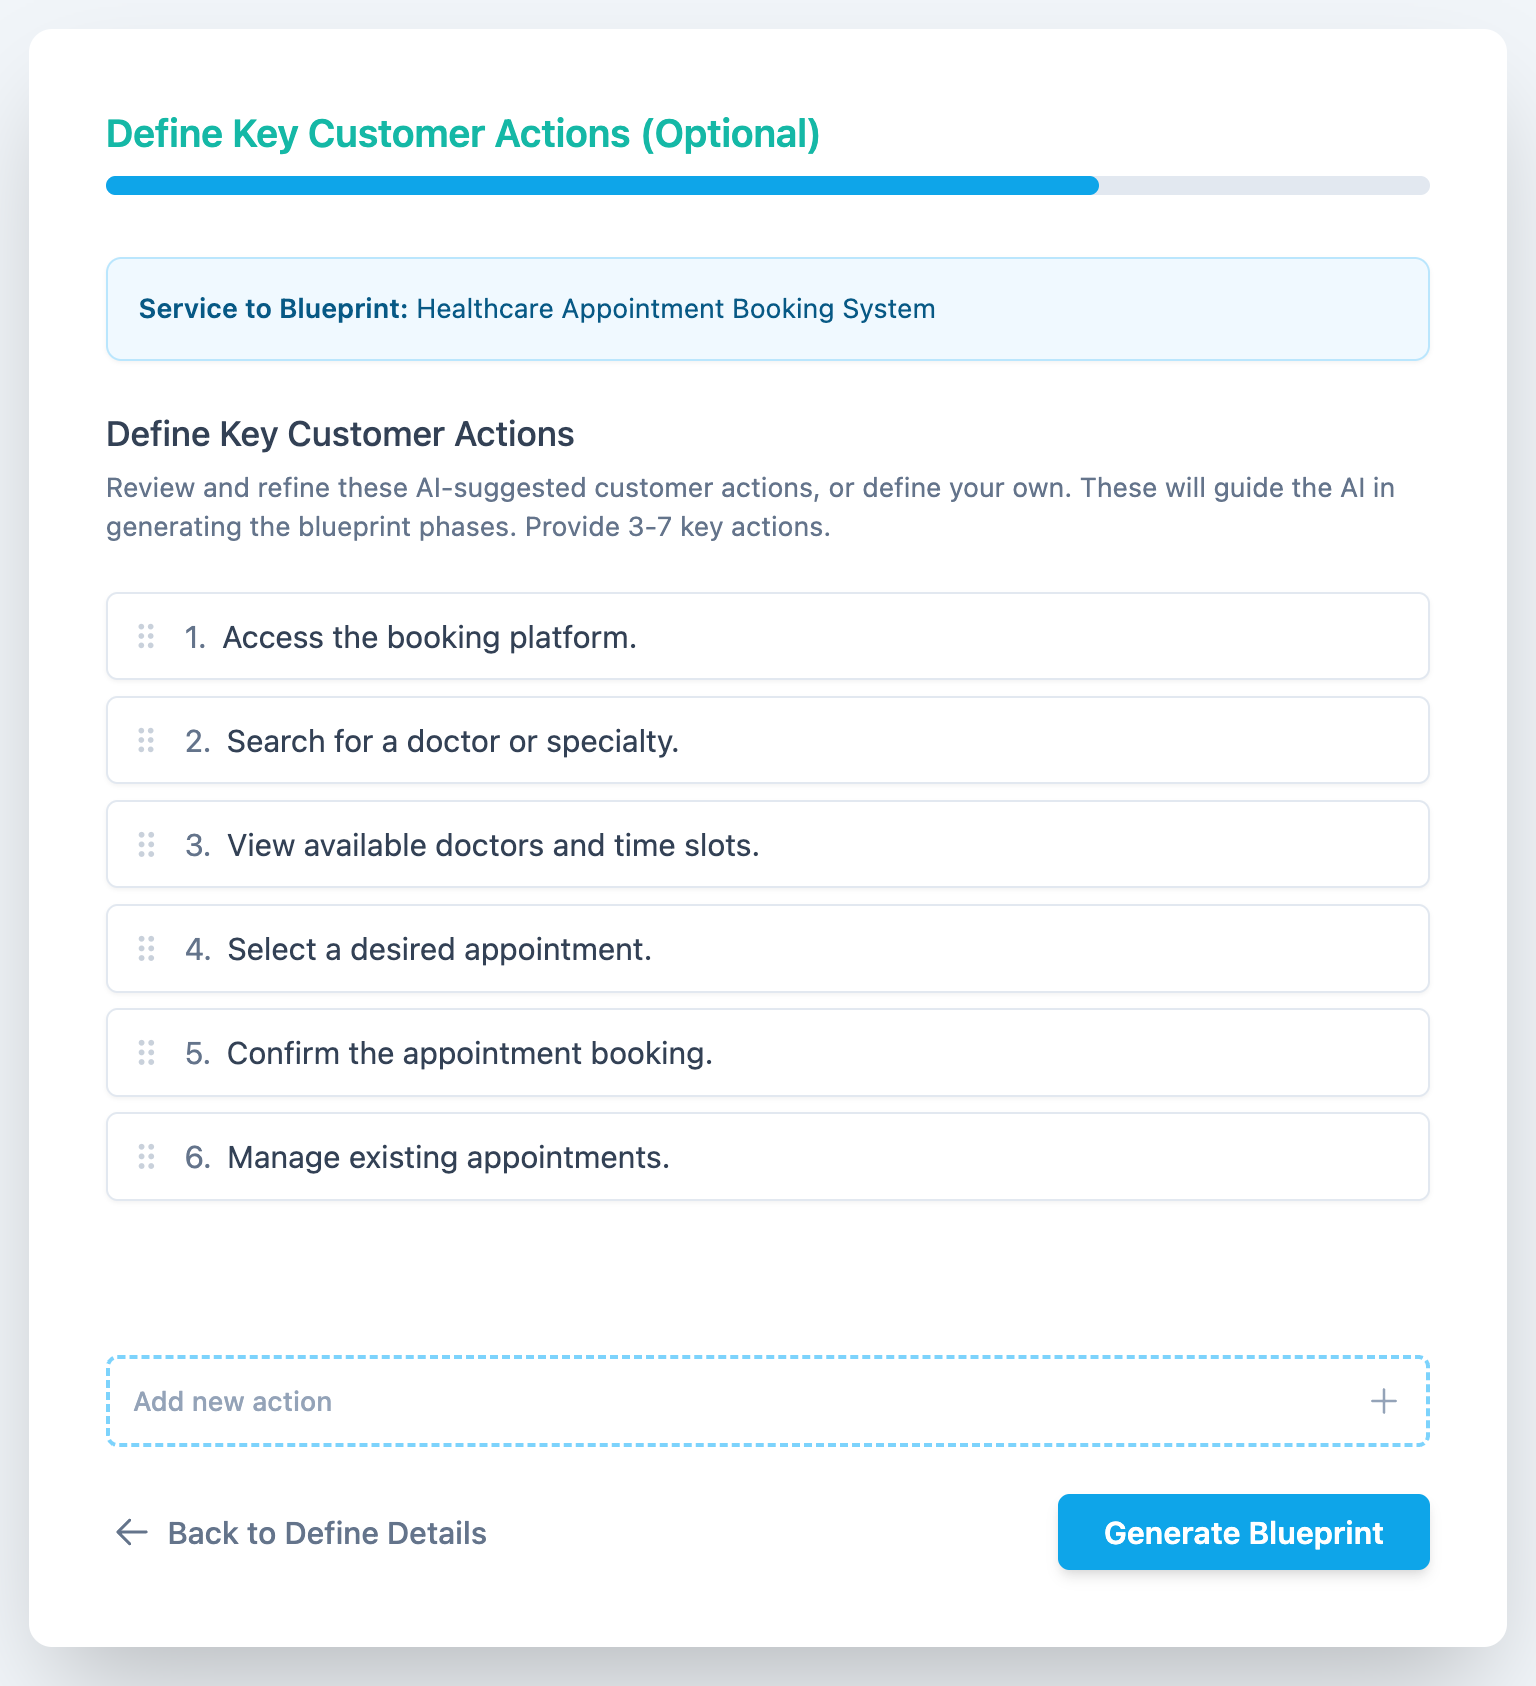 Define Key Customer Actions (Optional)
Service to Blueprint: Healthcare Appointment Booking System
Define Key Customer Actions
Review and refine these AI-suggested customer actions, or define your own. These will guide the AI in
generating the blueprint phases. Provide 3-7 key actions.
1. Access the booking platform.
2. Search for a doctor or specialty.
3. View available doctors and time slots.
4. Select a desired appointment.
5. Confirm the appointment booking.
6. Manage existing appointments.
Add new action
Back to Define Details
Generate Blueprint